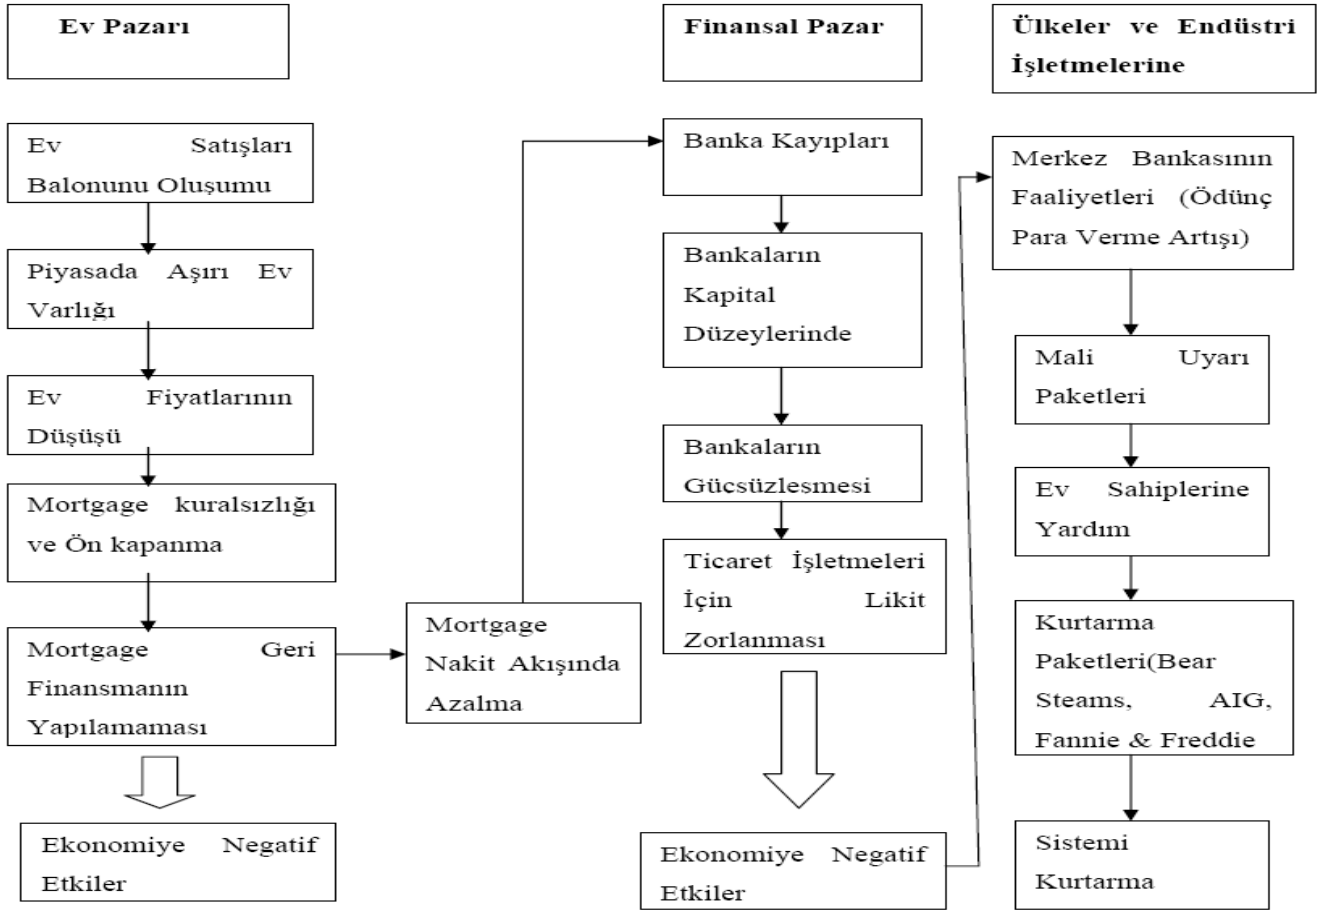 Ev Pazarı
Ev Satışları
Balonunu Oluşumu
Piyasada Aşırı Ev
Varlığı
Ev Fiyatlarının
Düşüşü
Mortgage kuralsızlığı
ve Ön kapanma
Mortgage Geri
Finansmanın
Yapılamaması
Ekonomiye Negatif
Etkiler
Mortgage
Nakit Akışında
Azalma
Finansal Pazar
Banka Kayıpları
Bankaların
Kapital
Düzeylerinde
Bankaların
Güçsüzleşmesi
Ticaret İşletmeleri
İçin Likit
Zorlanması
Ekonomiye Negatif
Etkiler
Ülkeler ve Endüstri
İşletmelerine
Merkez Bankasının
Faaliyetleri (Ödünç
Para Verme Artışı)
Mali Uyarı
Paketleri
Ev Sahiplerine
Yardım
Kurtarma
Paketleri(Bear
Steams, AIG,
Fannie & Freddie
Sistemi
Kurtarma